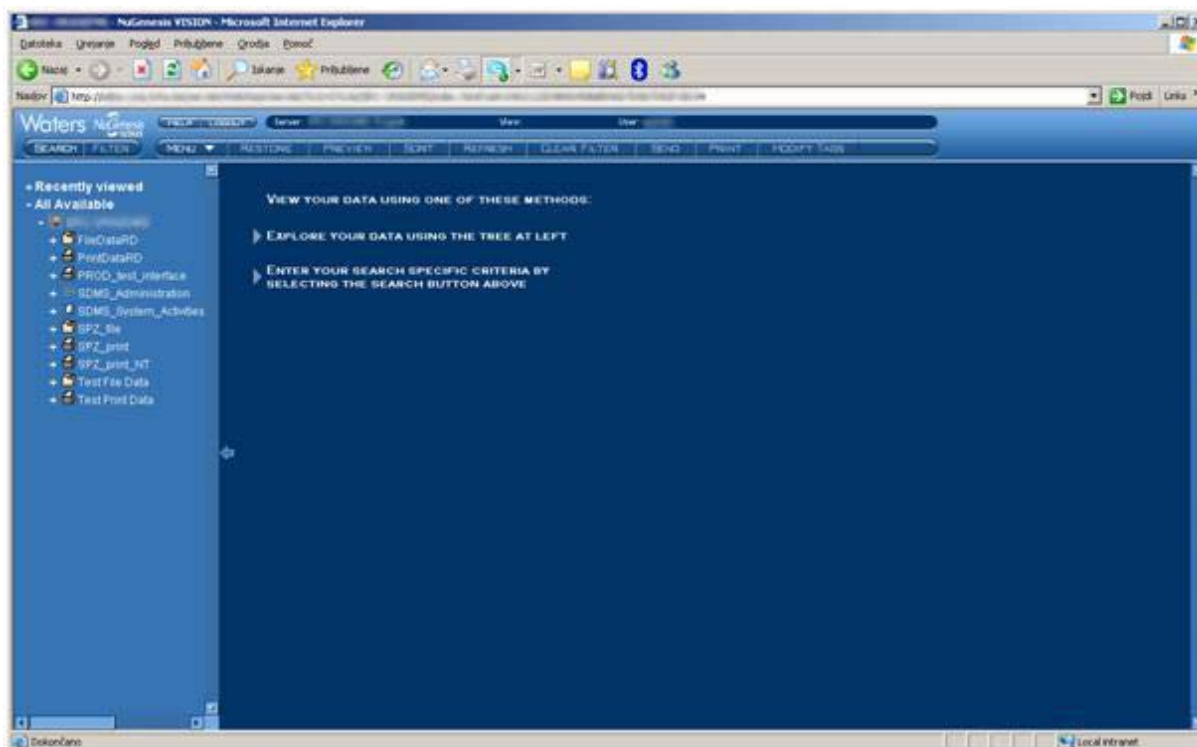 NuGenesis VISION - Microsoft Internet Explorer
Datoteka Urejanje Pogled Priljubljene Orodja Pomoč
Nazaj Iskanje Priljubljene
Naslov http:// Pojdi Links
Waters NuGenesis HELP LOGOUT Server: View: User:
SEARCH FILTER MENU RESTORE PREVIEW SORT REFRESH CLEAR FILTER SEND PRINT MODIFY TAGS
- Recently viewed
- All Available
+ FileDataRD
+ PrintDataRD
+ PROD_test_interface
+ SDMS_Administration
+ SDMS_System_Activities
+ SPZ_file
+ SPZ_print
+ SPZ_print_NT
+ Test File Data
+ Test Print Data
VIEW YOUR DATA USING ONE OF THESE METHODS:
EXPLORE YOUR DATA USING THE TREE AT LEFT
ENTER YOUR SEARCH SPECIFIC CRITERIA BY
SELECTING THE SEARCH BUTTON ABOVE
Dokončano Local intranet